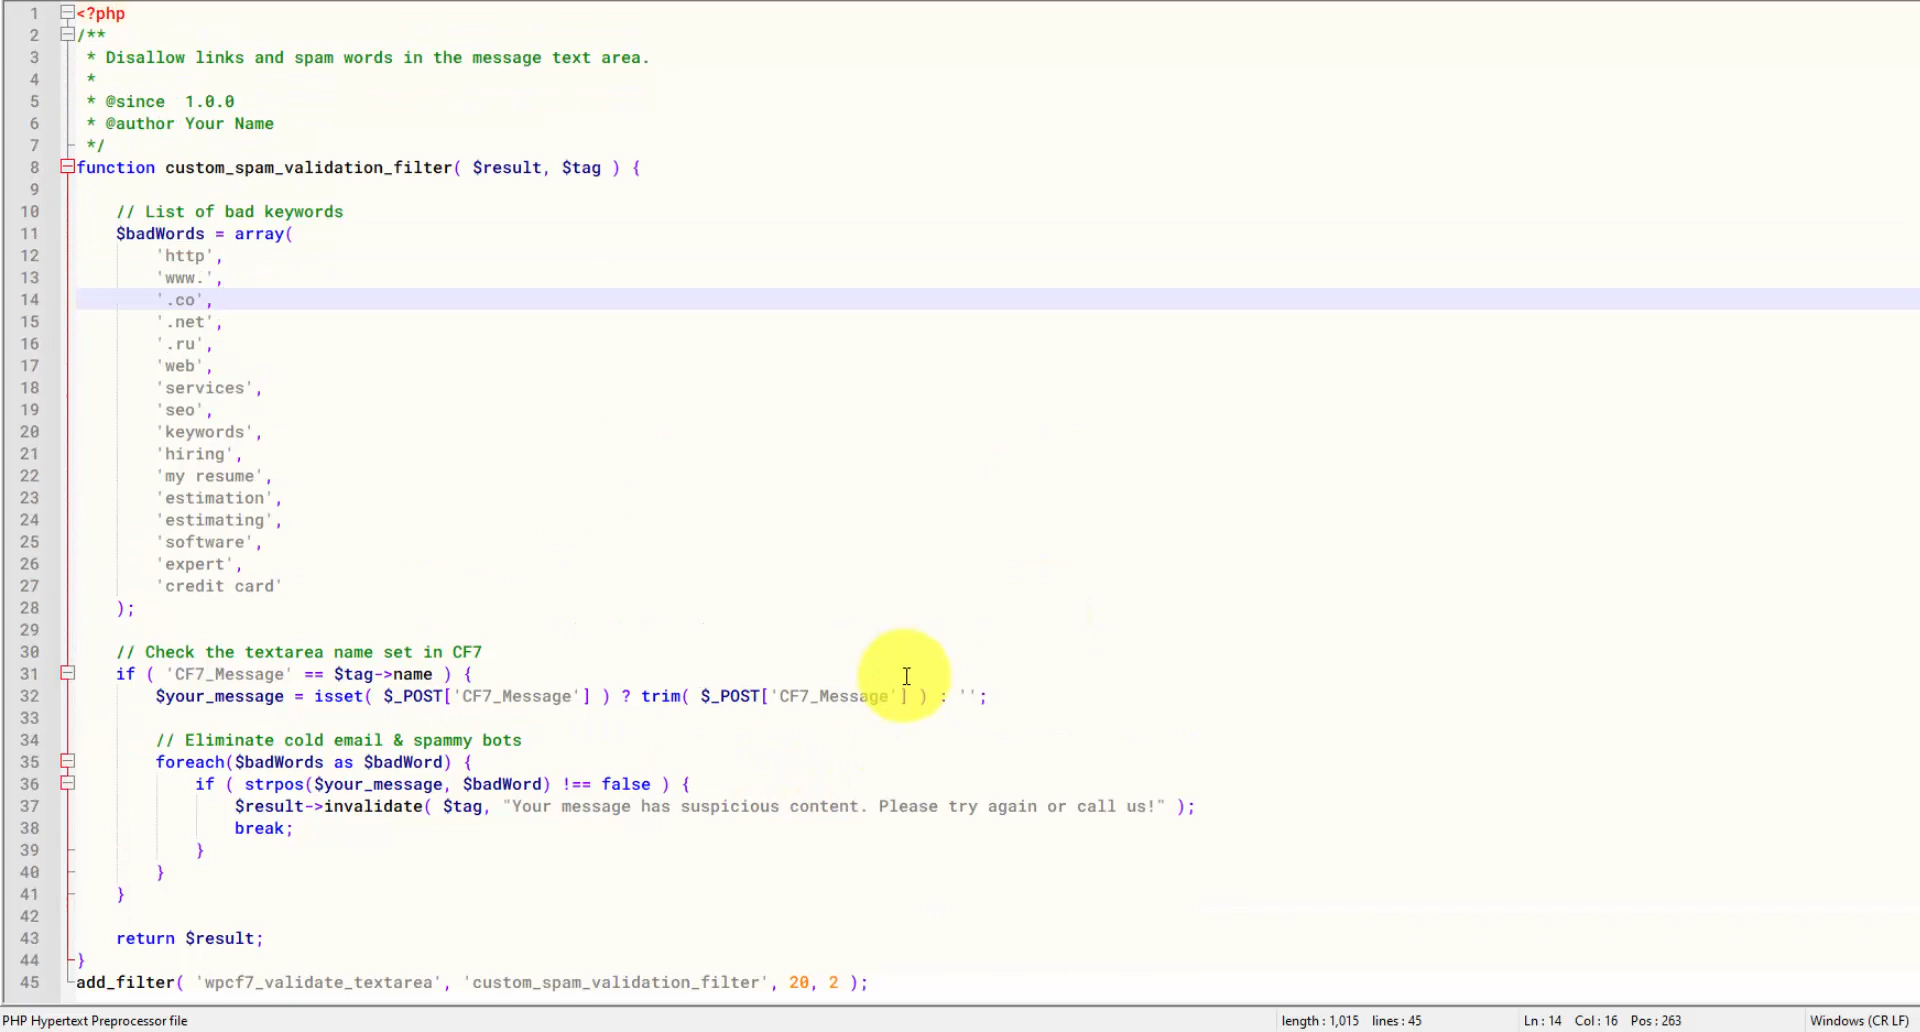 1 <?php
2 /**
3 * Disallow links and spam words in the message text area.
4 *
5 * @since  1.0.0
6 * @author Your Name
7 */
8 function custom_spam_validation_filter( $result, $tag ) {
9
10 // List of bad keywords
11 $badWords = array(
12 'http',
13 'www.',
14 '.co',
15 '.net',
16 '.ru',
17 'web',
18 'services',
19 'seo',
20 'keywords',
21 'hiring',
22 'my resume',
23 'estimation',
24 'estimating',
25 'software',
26 'expert',
27 'credit card'
28 );
29
30 // Check the textarea name set in CF7
31 if ( 'CF7_Message' == $tag->name ) {
32 $your_message = isset( $_POST['CF7_Message'] ) ? trim( $_POST['CF7_Message'] ) : '';
33
34 // Eliminate cold email & spammy bots
35 foreach($badWords as $badWord) {
36 if ( strpos($your_message, $badWord) !== false ) {
37 $result->invalidate( $tag, "Your message has suspicious content. Please try again or call us!" );
38 break;
39 }
40 }
41 }
42
43 return $result;
44 }
45 add_filter( 'wpcf7_validate_textarea', 'custom_spam_validation_filter', 20, 2 );
PHP Hypertext Preprocessor file length : 1,015 lines : 45 Ln : 14 Col : 16 Pos : 263 Windows (CR LF)